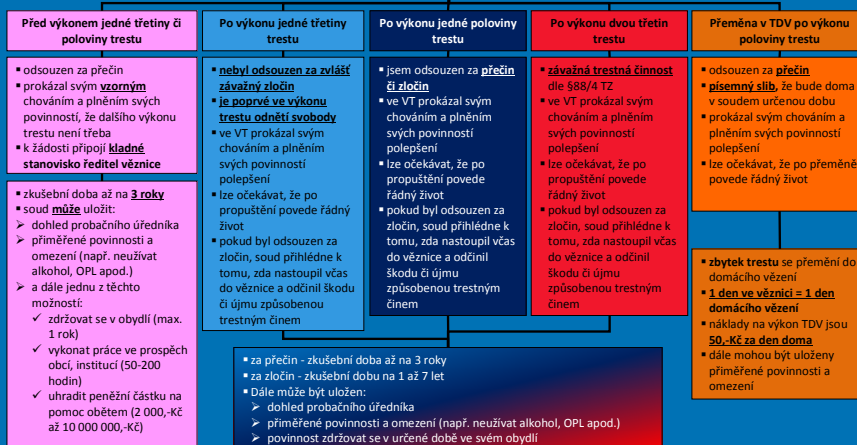 Před výkonem jedné třetiny či
poloviny trestu
▪ odsouzen za přečin
▪ prokázal svým vzorným
chováním a plněním svých
povinností, že dalšího výkonu
trestu není třeba
▪ k žádosti připojí kladné
stanovisko ředitel věznice
▪ zkušební doba až na 3 roky
▪ soud může uložit:
➢ dohled probačního úředníka
➢ přiměřené povinnosti a
omezení (např. neužívat
alkohol, OPL apod.)
➢ a dále jednu z těchto
možností:
✓ zdržovat se v obydlí (max.
1 rok)
✓ vykonat práce ve prospěch
obcí, institucí (50-200
hodin)
✓ uhradit peněžní částku na
pomoc obětem (2 000,-Kč
až 10 000 000,-Kč)
Po výkonu jedné třetiny
trestu
▪ nebyl odsouzen za zvlášť
závažný zločin
▪ je poprvé ve výkonu
trestu odnětí svobody
▪ ve VT prokázal svým
chováním a plněním
svých povinností
polepšení
▪ lze očekávat, že po
propuštění povede řádný
život
▪ pokud byl odsouzen za
zločin, soud přihlédne k
tomu, zda nastoupil včas
do věznice a odčinil škodu
či újmu způsobenou
trestným činem
Po výkonu jedné poloviny
trestu
▪ jsem odsouzen za přečin
či zločin
▪ ve VT prokázal svým
chováním a plněním
svých povinností
polepšení
▪ lze očekávat, že po
propuštění povede
řádný život
▪ pokud byl odsouzen za
zločin, soud přihlédne k
tomu, zda nastoupil včas
do věznice a odčinil
škodu či újmu
způsobenou trestným
činem
Po výkonu dvou třetin
trestu
▪ závažná trestná činnost
dle §88/4 TZ
▪ ve VT prokázal svým
chováním a plněním
svých povinností
polepšení
▪ lze očekávat, že po
propuštění povede
řádný život
▪ pokud byl odsouzen za
zločin, soud přihlédne k
tomu, zda nastoupil včas
do věznice a odčinil
škodu či újmu
způsobenou trestným
činem
Přeměna v TDV po výkonu
poloviny trestu
▪ odsouzen za přečin
▪ písemný slib, že bude doma
v soudem určenou dobu
▪ prokázal svým chováním a
plněním svých povinností
polepšení
▪ lze očekávat, že po přeměně
povede řádný život
▪ zbytek trestu se přemění do
domácího vězení
▪ 1 den ve věznici = 1 den
domácího vězení
▪ náklady na výkon TDV jsou
50,-Kč za den doma
▪ dále mohou být uloženy
přiměřené povinnosti a
omezení
▪ za přečin - zkušební doba až na 3 roky
▪ za zločin - zkušební dobu na 1 až 7 let
▪ Dále může být uložen:
➢ dohled probačního úředníka
➢ přiměřené povinnosti a omezení (např. neužívat alkohol, OPL apod.)
➢ povinnost zdržovat se v určené době ve svém obydlí